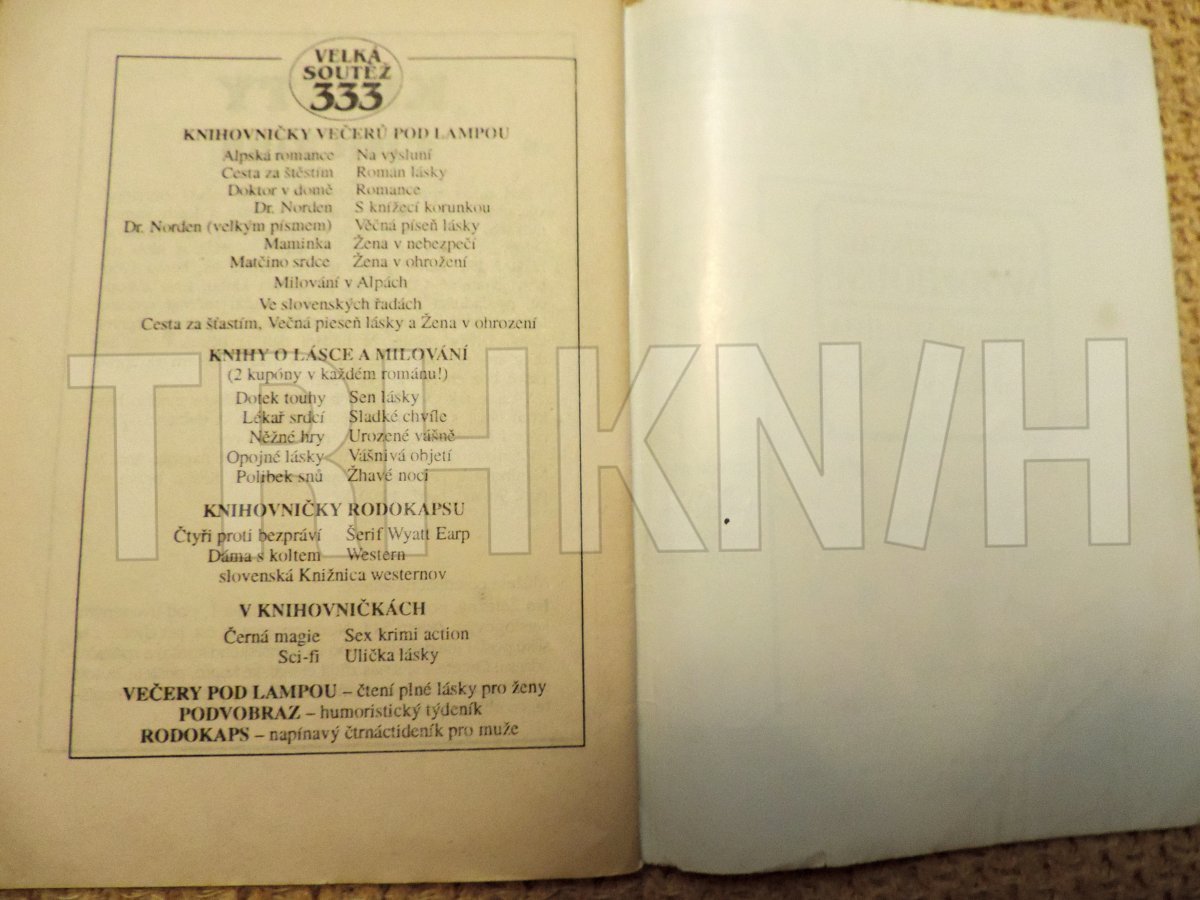 VELKÁ
SOUTĚŽ
333
KNIHOVNIČKY VEČERŮ POD LAMPOU
Alpská romance Na výsluní
Cesta za štěstím Román lásky
Doktor v domě Romance
Dr. Norden S knížecí korunkou
Dr. Norden (velkým písmem) Věčná píseň lásky
Maminka Žena v nebezpečí
Matčino srdce Žena v ohrožení
Milování v Alpách
Ve slovenských řadách
Cesta za šťastím, Večná pieseň lásky a Žena v ohrození
KNIHY O LÁSCE A MILOVÁNÍ
(2 kupóny v každém románu!)
Dotek touhy Sen lásky
Lékař srdcí Sladké chvíle
Něžné hry Urozené vášně
Opojné lásky Vášnivá objetí
Polibek snů Žhavé noci
KNIHOVNIČKY RODOKAPSU
Čtyři proti bezpráví Šerif Wyatt Earp
Dáma s koltem Western
slovenská Knižnica westernov
V KNIHOVNIČKÁCH
Černá magie Sex krimi action
Sci-fi Ulička lásky
VEČERY POD LAMPOU – čtení plné lásky pro ženy
PODVOBRAZ – humoristický týdeník
RODOKAPS – napínavý čtrnáctideník pro muže
TRHKNIH